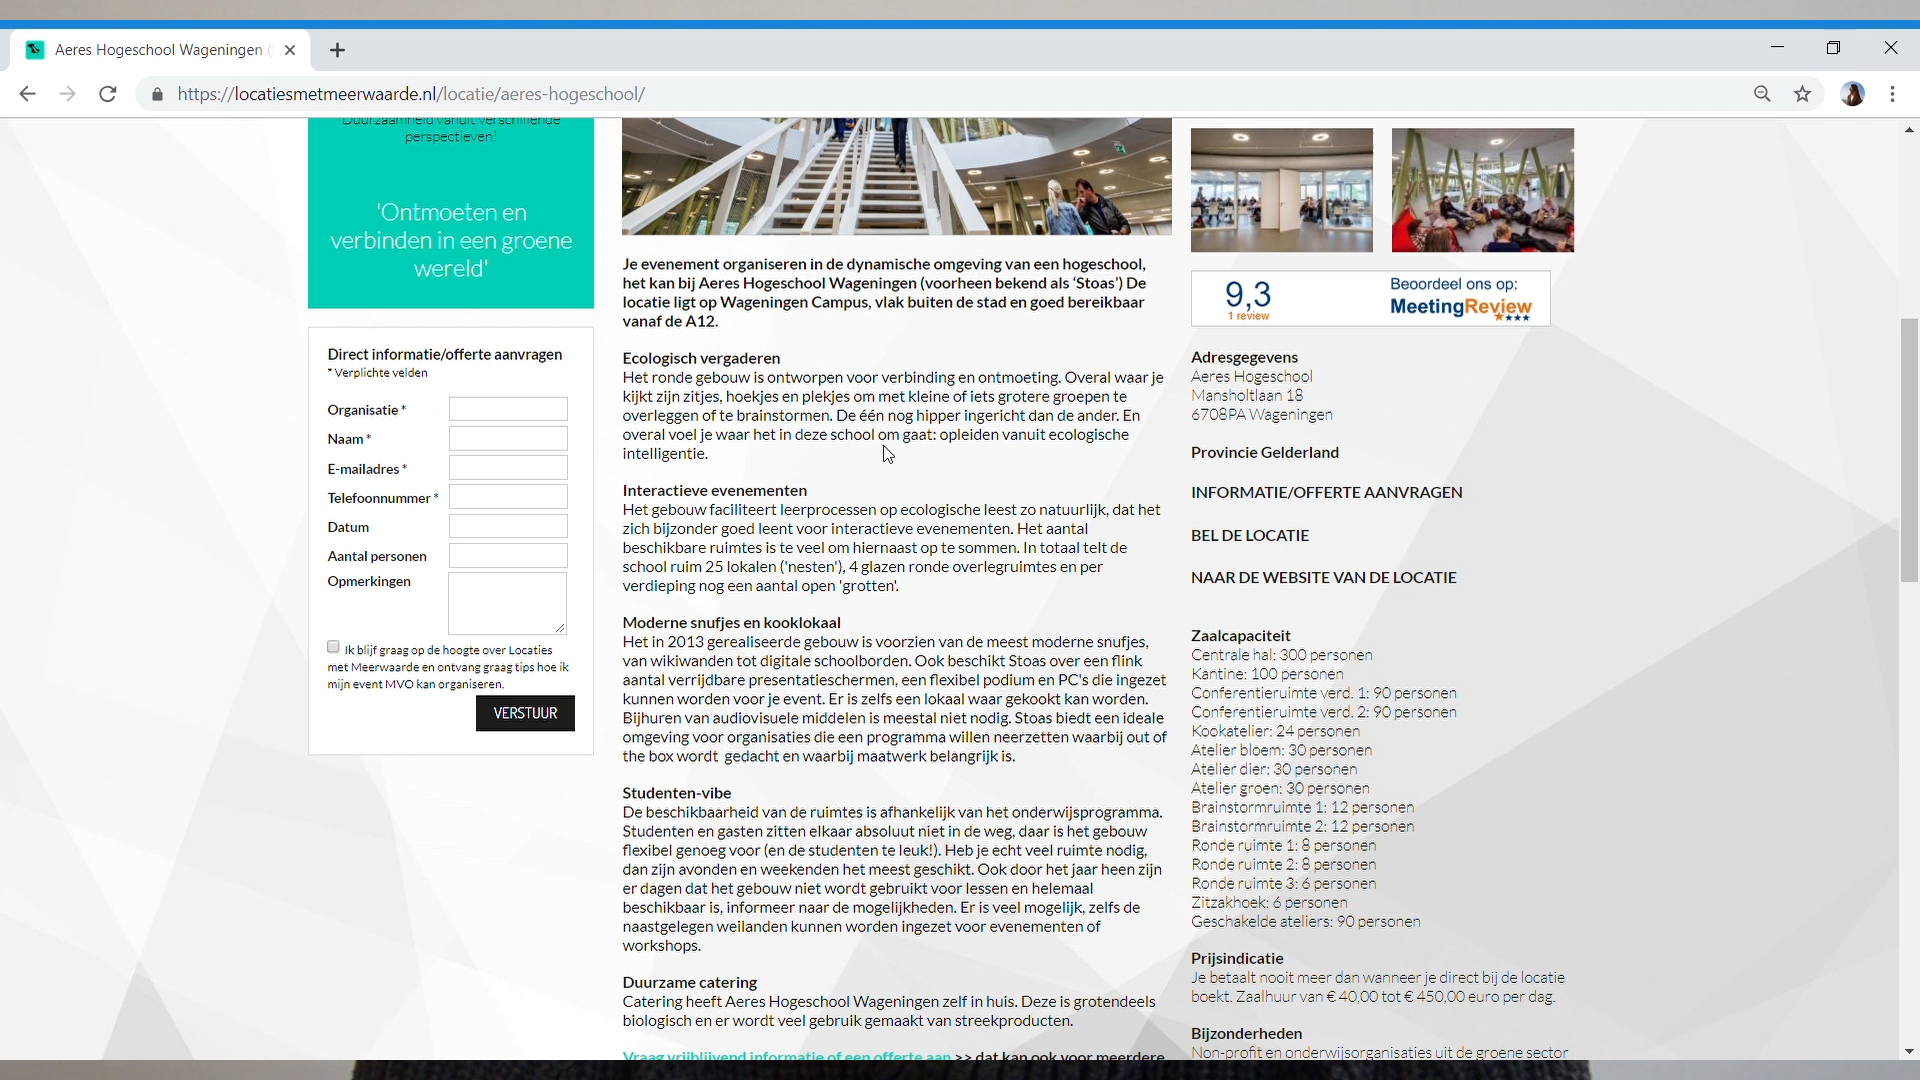 Aeres Hogeschool Wageningen (
https://locatiesmetmeerwaarde.nl/locatie/aeres-hogeschool/
Duurzaamheid vanuit verschillende
perspectieven!
'Ontmoeten en
verbinden in een groene
wereld'
Direct informatie/offerte aanvragen
* Verplichte velden
Organisatie *
Naam *
E-mailadres *
Telefoonnummer *
Datum
Aantal personen
Opmerkingen
Ik blijf graag op de hoogte over Locaties
met Meerwaarde en ontvang graag tips hoe ik
mijn event MVO kan organiseren.
VERSTUUR
Je evenement organiseren in de dynamische omgeving van een hogeschool,
het kan bij Aeres Hogeschool Wageningen (voorheen bekend als ‘Stoas’) De
locatie ligt op Wageningen Campus, vlak buiten de stad en goed bereikbaar
vanaf de A12.
Ecologisch vergaderen
Het ronde gebouw is ontworpen voor verbinding en ontmoeting. Overal waar je
kijkt zijn zitjes, hoekjes en plekjes om met kleine of iets grotere groepen te
overleggen of te brainstormen. De één nog hipper ingericht dan de ander. En
overal voel je waar het in deze school om gaat: opleiden vanuit ecologische
intelligentie.
Interactieve evenementen
Het gebouw faciliteert leerprocessen op ecologische leest zo natuurlijk, dat het
zich bijzonder goed leent voor interactieve evenementen. Het aantal
beschikbare ruimtes is te veel om hiernaast op te sommen. In totaal telt de
school ruim 25 lokalen ('nesten'), 4 glazen ronde overlegruimtes en per
verdieping nog een aantal open 'grotten'.
Moderne snufjes en kooklokaal
Het in 2013 gerealiseerde gebouw is voorzien van de meest moderne snufjes,
van wikiwanden tot digitale schoolborden. Ook beschikt Stoas over een flink
aantal verrijdbare presentatieschermen, een flexibel podium en PC's die ingezet
kunnen worden voor je event. Er is zelfs een lokaal waar gekookt kan worden.
Bijhuren van audiovisuele middelen is meestal niet nodig. Stoas biedt een ideale
omgeving voor organisaties die een programma willen neerzetten waarbij out of
the box wordt gedacht en waarbij maatwerk belangrijk is.
Studenten-vibe
De beschikbaarheid van de ruimtes is afhankelijk van het onderwijsprogramma.
Studenten en gasten zitten elkaar absoluut niet in de weg, daar is het gebouw
flexibel genoeg voor (en de studenten te leuk!). Heb je echt veel ruimte nodig,
dan zijn avonden en weekenden het meest geschikt. Ook door het jaar heen zijn
er dagen dat het gebouw niet wordt gebruikt voor lessen en helemaal
beschikbaar is, informeer naar de mogelijkheden. Er is veel mogelijk, zelfs de
naastgelegen weilanden kunnen worden ingezet voor evenementen of
workshops.
Duurzame catering
Catering heeft Aeres Hogeschool Wageningen zelf in huis. Deze is grotendeels
biologisch en er wordt veel gebruik gemaakt van streekproducten.
Vraag vrijblijvend informatie of een offerte aan >> dat kan ook voor meerdere
9,3
1 review
Beoordeel ons op:
MeetingReview
Adresgegevens
Aeres Hogeschool
Mansholtlaan 18
6708PA Wageningen
Provincie Gelderland
INFORMATIE/OFFERTE AANVRAGEN
BEL DE LOCATIE
NAAR DE WEBSITE VAN DE LOCATIE
Zaalcapaciteit
Centrale hal: 300 personen
Kantine: 100 personen
Conferentieruimte verd. 1: 90 personen
Conferentieruimte verd. 2: 90 personen
Kookatelier: 24 personen
Atelier bloem: 30 personen
Atelier dier: 30 personen
Atelier groen: 30 personen
Brainstormruimte 1: 12 personen
Brainstormruimte 2: 12 personen
Ronde ruimte 1: 8 personen
Ronde ruimte 2: 8 personen
Ronde ruimte 3: 6 personen
Zitzakhoek: 6 personen
Geschakelde ateliers: 90 personen
Prijsindicatie
Je betaalt nooit meer dan wanneer je direct bij de locatie
boekt. Zaalhuur van € 40,00 tot € 450,00 euro per dag.
Bijzonderheden
Non-profit en onderwijsorganisaties uit de groene sector